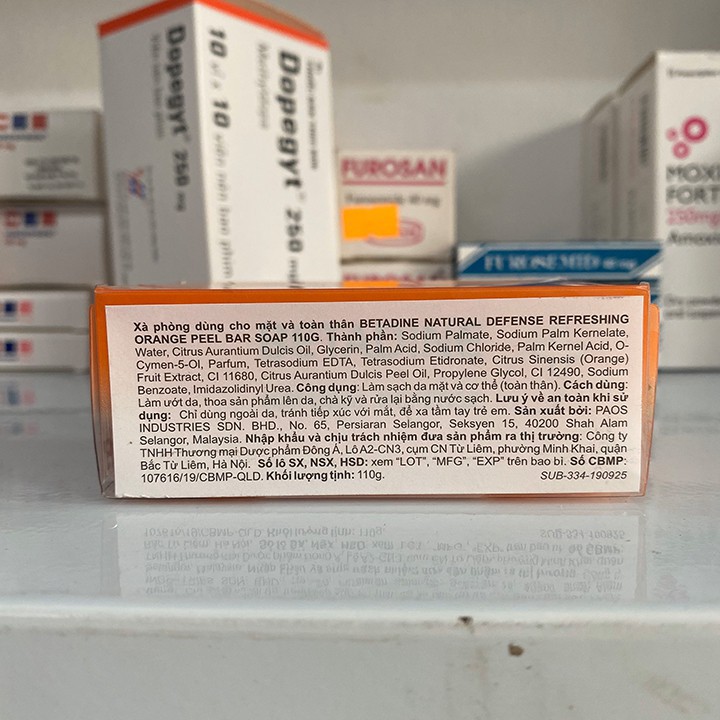 Dopegyt® 250 mg
Methyldopa
10 vỉ x 10 viên nén bao phim
Dopegyt® 250 mg
FUROSAN
Furosemide 40 mg
FUROSEMID
MOXI
FORT
250mg
Amoxi
Xà phòng dùng cho mặt và toàn thân BETADINE NATURAL DEFENSE REFRESHING
ORANGE PEEL BAR SOAP 110G. Thành phần: Sodium Palmate, Sodium Palm Kernelate,
Water, Citrus Aurantium Dulcis Oil, Glycerin, Palm Acid, Sodium Chloride, Palm Kernel Acid, O-
Cymen-5-Ol, Parfum, Tetrasodium EDTA, Tetrasodium Etidronate, Citrus Sinensis (Orange)
Fruit Extract, CI 11680, Citrus Aurantium Dulcis Peel Oil, Propylene Glycol, CI 12490, Sodium
Benzoate, Imidazolidinyl Urea. Công dụng: Làm sạch da mặt và cơ thể (toàn thân). Cách dùng:
Làm ướt da, thoa sản phẩm lên da, chà kỹ và rửa lại bằng nước sạch. Lưu ý về an toàn khi sử
dụng: Chỉ dùng ngoài da, tránh tiếp xúc với mắt, để xa tầm tay trẻ em. Sản xuất bởi: PAOS
INDUSTRIES SDN. BHD., No. 65, Persiaran Selangor, Seksyen 15, 40200 Shah Alam
Selangor, Malaysia. Nhập khẩu và chịu trách nhiệm đưa sản phẩm ra thị trường: Công ty
TNHH Thương mại Dược phẩm Đông Á, Lô A2-CN3, cụm CN Từ Liêm, phường Minh Khai, quận
Bắc Từ Liêm, Hà Nội. Số lô SX, NSX, HSD: xem "LOT", "MFG", "EXP" trên bao bì. Số CBMP:
107616/19/CBMP-QLD. Khối lượng tịnh: 110g.
SUB-334-190925